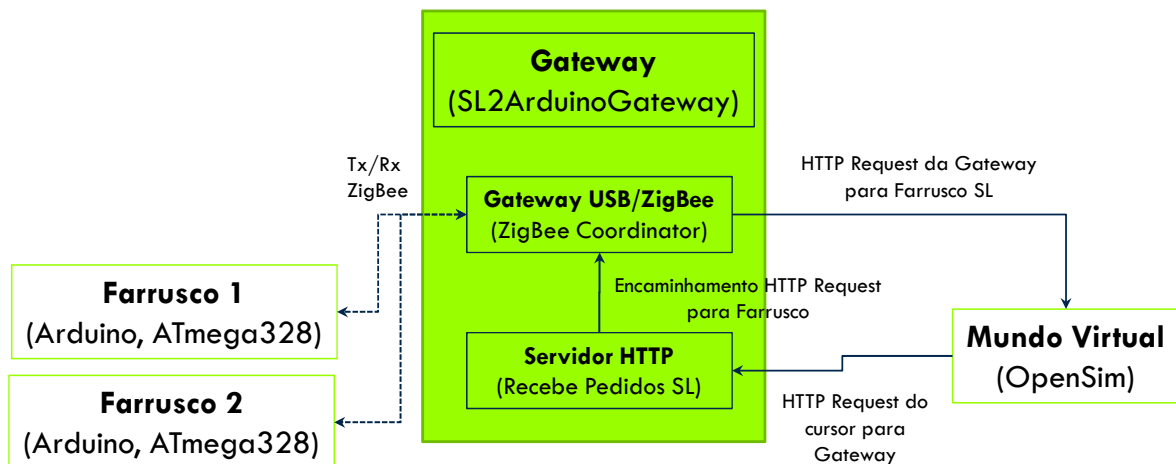 Gateway
(SL2ArduinoGateway)
Tx/Rx
ZigBee
HTTP Request da Gateway
para Farrusco SL
Gateway USB/ZigBee
(ZigBee Coordinator)
Farrusco 1
(Arduino, ATmega328)
Encaminhamento HTTP Request
para Farrusco
Mundo Virtual
(OpenSim)
Servidor HTTP
(Recebe Pedidos SL)
Farrusco 2
(Arduino, ATmega328)
HTTP Request do
cursor para
Gateway